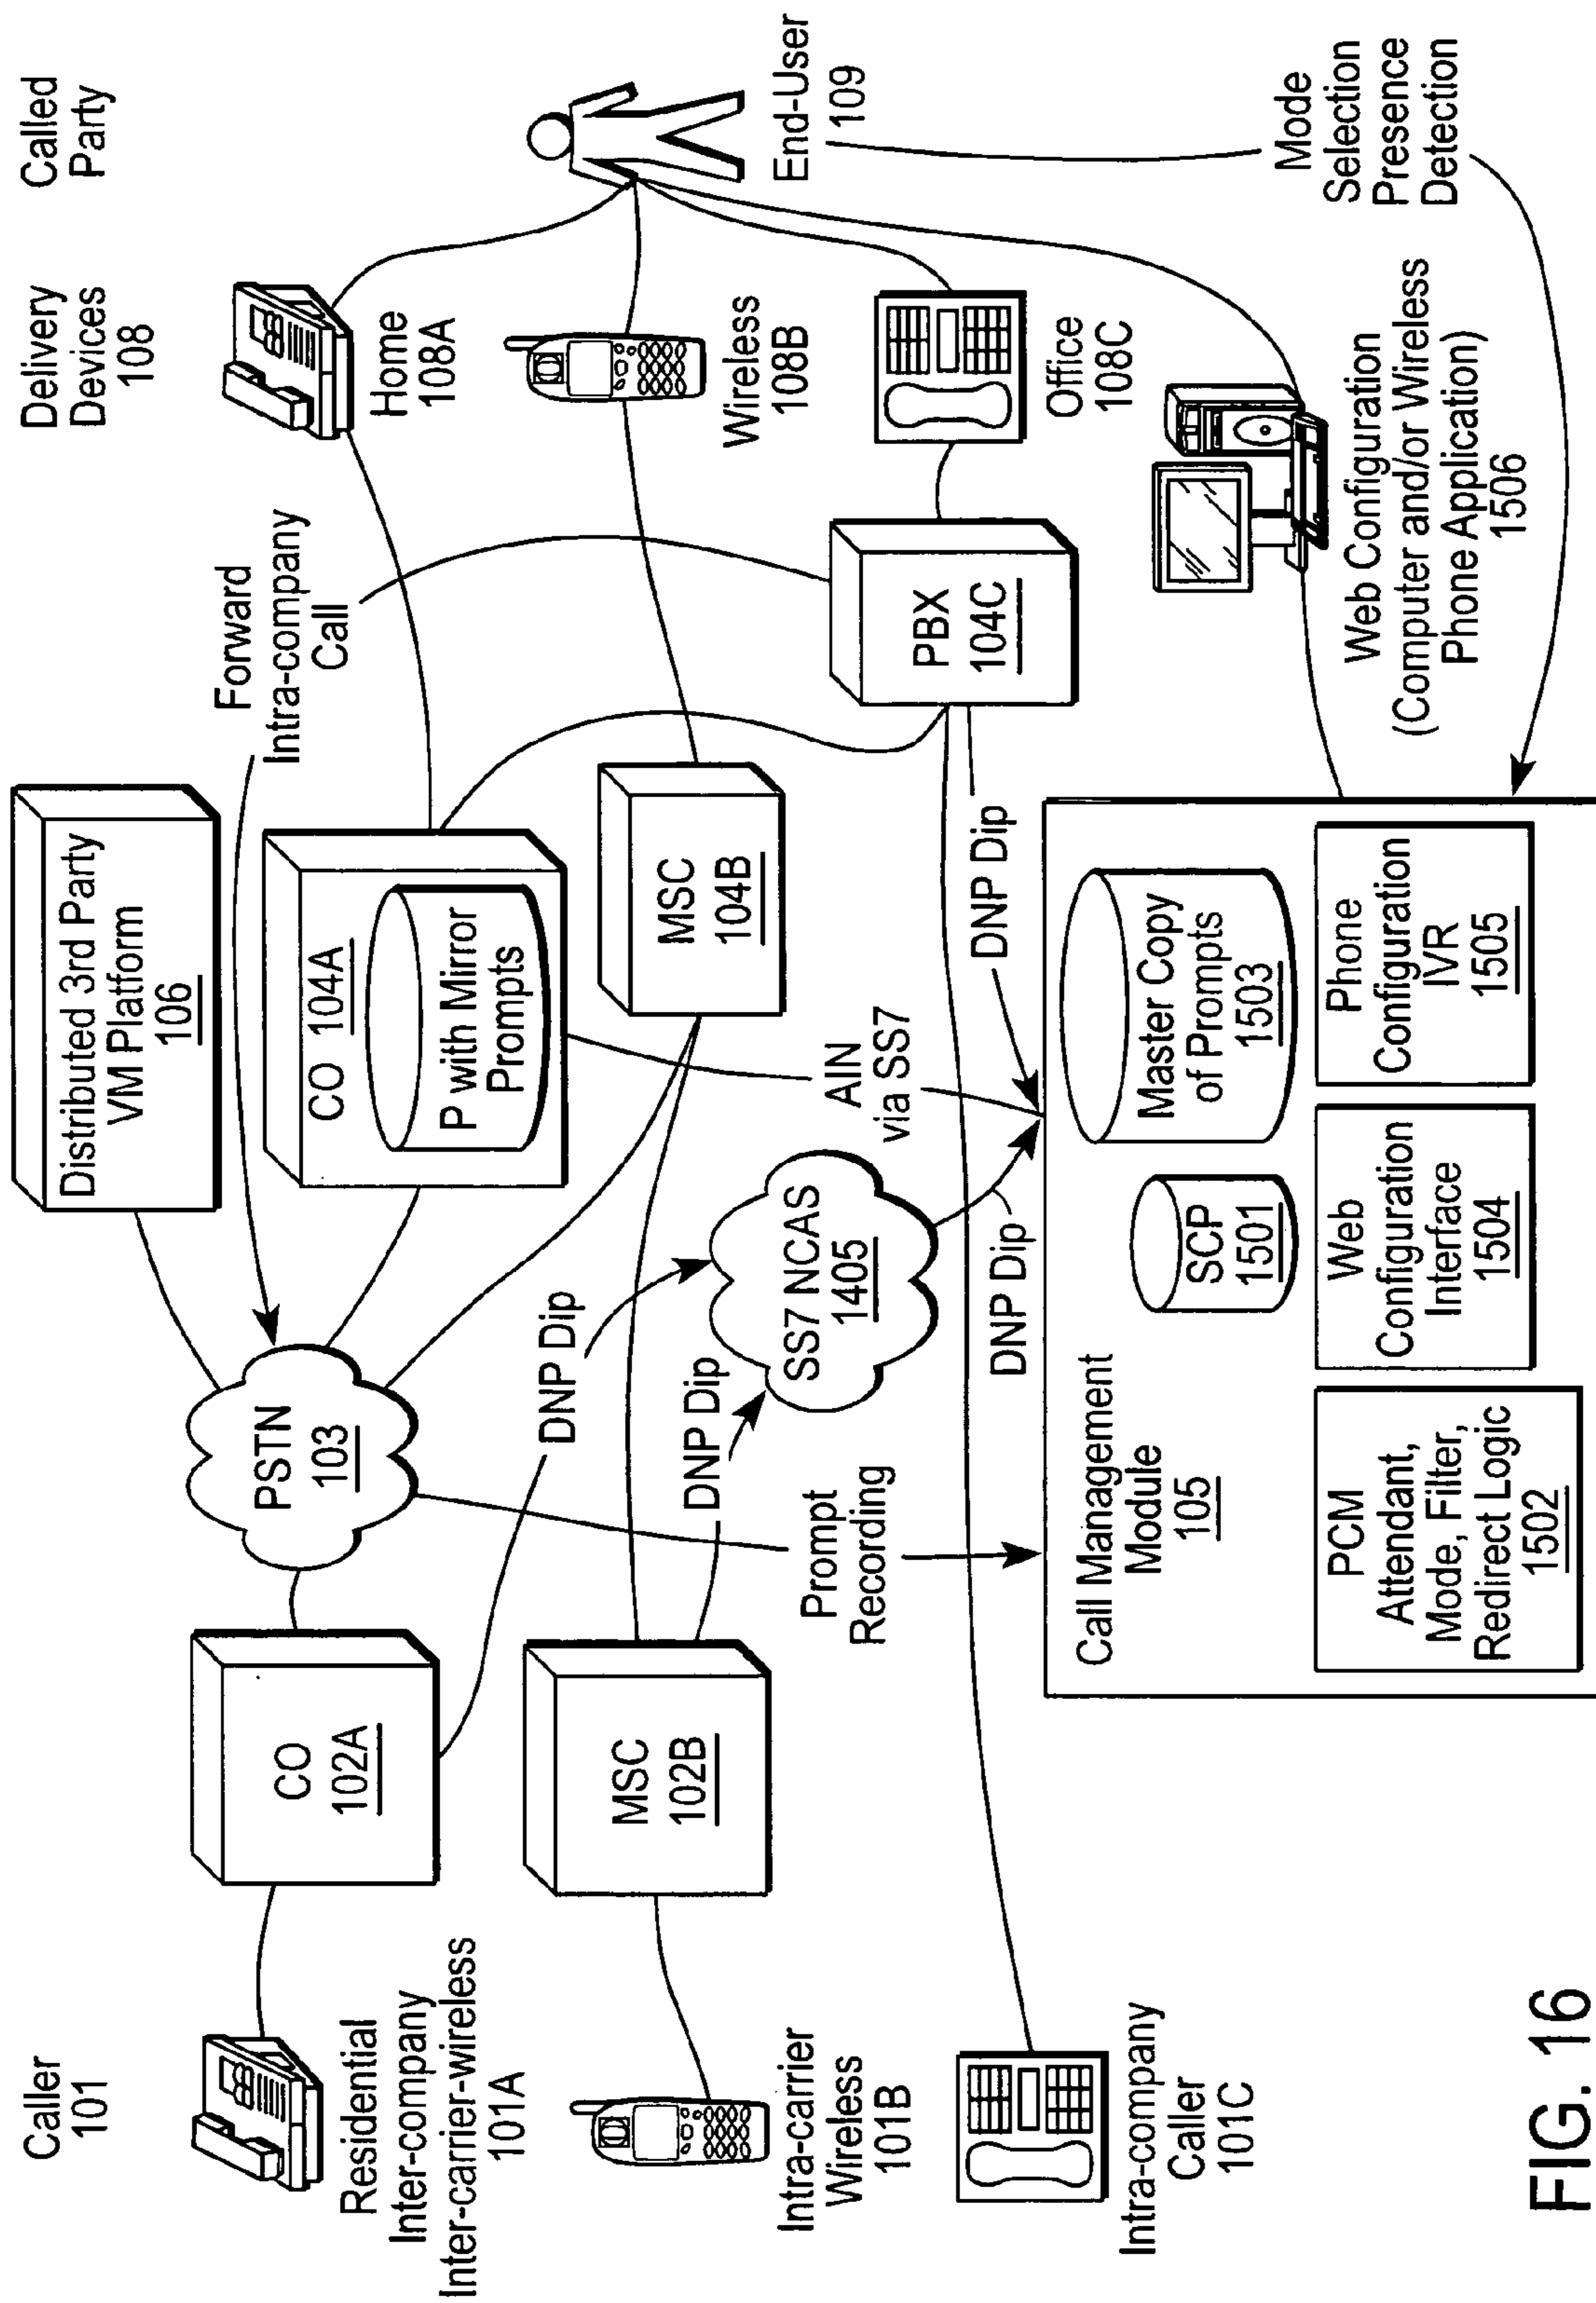 Caller
101
Residential
Inter-company
Inter-carrier-wireless
101A
Intra-carrier
Wireless
101B
Intra-company
Caller
101C
CO
102A
MSC
102B
PSTN
103
DNP Dip
DNP Dip
Prompt
Recording
Distributed 3rd Party
VM Platform
106
CO 104A
P with Mirror
Prompts
MSC
104B
SS7 NCAS
1405
AIN
via SS7
DNP Dip
DNP Dip
Forward
Intra-company
Call
PBX
104C
Delivery
Devices
108
Home
108A
Wireless
108B
Office
108C
Called
Party
End-User
109
Mode
Selection
Presence
Detection
Web Configuration
(Computer and/or Wireless
Phone Application)
1506
Call Management
Module
105
SCP
1501
Master Copy
of Prompts
1503
PCM
Attendant,
Mode, Filter,
Redirect Logic
1502
Web
Configuration
Interface
1504
Phone
Configuration
IVR
1505
FIG. 16